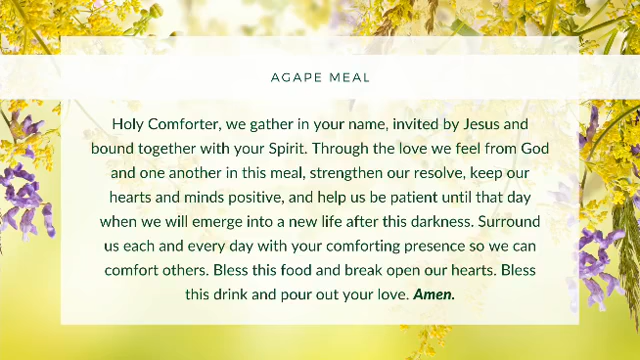 AGAPE MEAL
Holy Comforter, we gather in your name, invited by Jesus and
bound together with your Spirit. Through the love we feel from God
and one another in this meal, strengthen our resolve, keep our
hearts and minds positive, and help us be patient until that day
when we will emerge into a new life after this darkness. Surround
us each and every day with your comforting presence so we can
comfort others. Bless this food and break open our hearts. Bless
this drink and pour out your love. Amen.